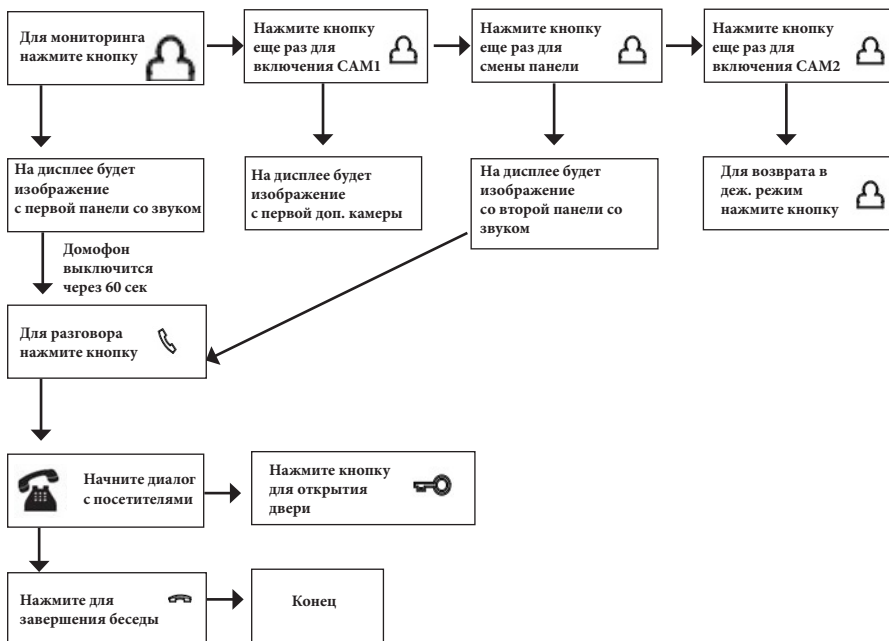 Для мониторинга
нажмите кнопку
Нажмите кнопку
еще раз для
включения CAM1
Нажмите кнопку
еще раз для
смены панели
Нажмите кнопку
еще раз для
включения CAM2
На дисплее будет
изображение
с первой панели со звуком
На дисплее будет
изображение
с первой доп. камеры
На дисплее будет
изображение
со второй панели со
звуком
Для возврата в
деж. режим
нажмите кнопку
Домофон
выключится
через 60 сек
Для разговора
нажмите кнопку
Начните диалог
с посетителями
Нажмите кнопку
для открытия
двери
Нажмите для
завершения беседы
Конец